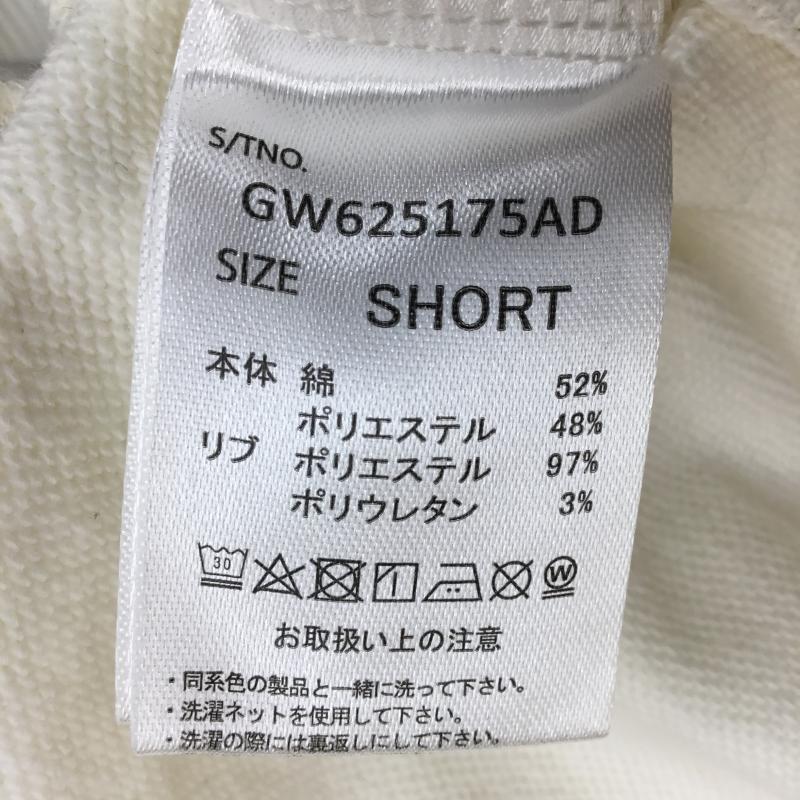 S/TNO.
GW625175AD
SIZE SHORT
本体 綿 52%
ポリエステル 48%
リブ ポリエステル 97%
ポリウレタン 3%
30 W
お取扱い上の注意
・同系色の製品と一緒に洗って下さい。
・洗濯ネットを使用して下さい。
・洗濯の際には裏返しにして下さい。